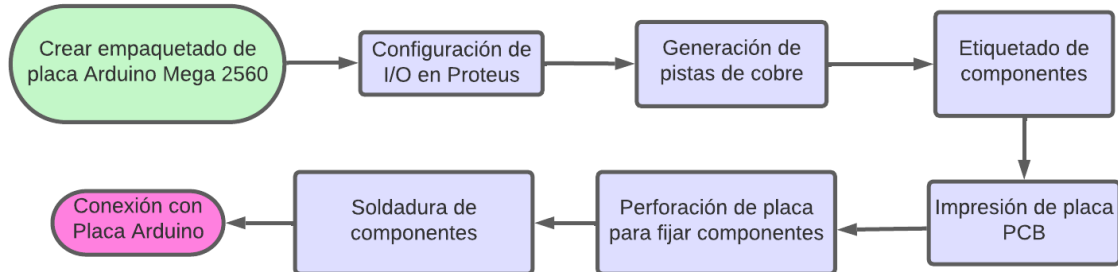 Crear empaquetado de
placa Arduino Mega 2560
Configuración de
I/O en Proteus
Generación de
pistas de cobre
Etiquetado de
componentes
Impresión de placa
PCB
Perforación de placa
para fijar componentes
Soldadura de
componentes
Conexión con
Placa Arduino